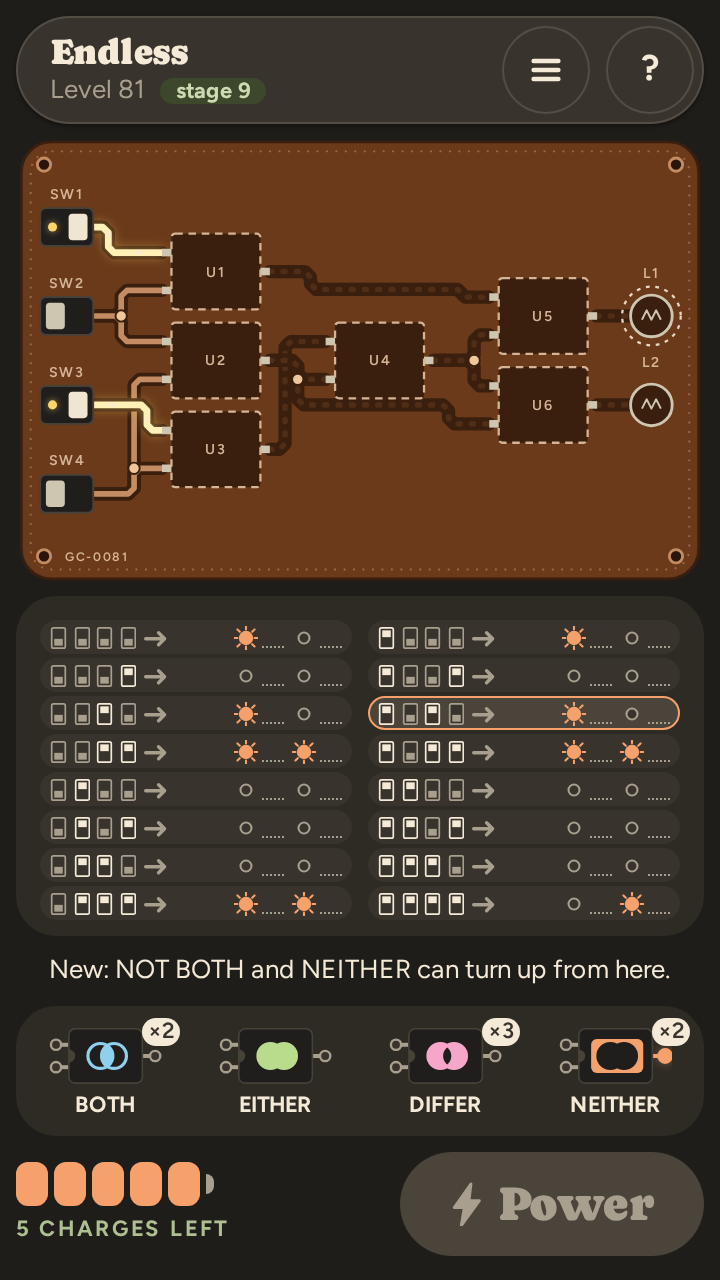 Endless
Level 81 stage 9
?
SW1
SW2
SW3
SW4
U1
U2
U3
U4
U5
U6
L1
L2
GC-0081
New: NOT BOTH and NEITHER can turn up from here.
×2
BOTH
EITHER
×3
DIFFER
×2
NEITHER
5 CHARGES LEFT
Power